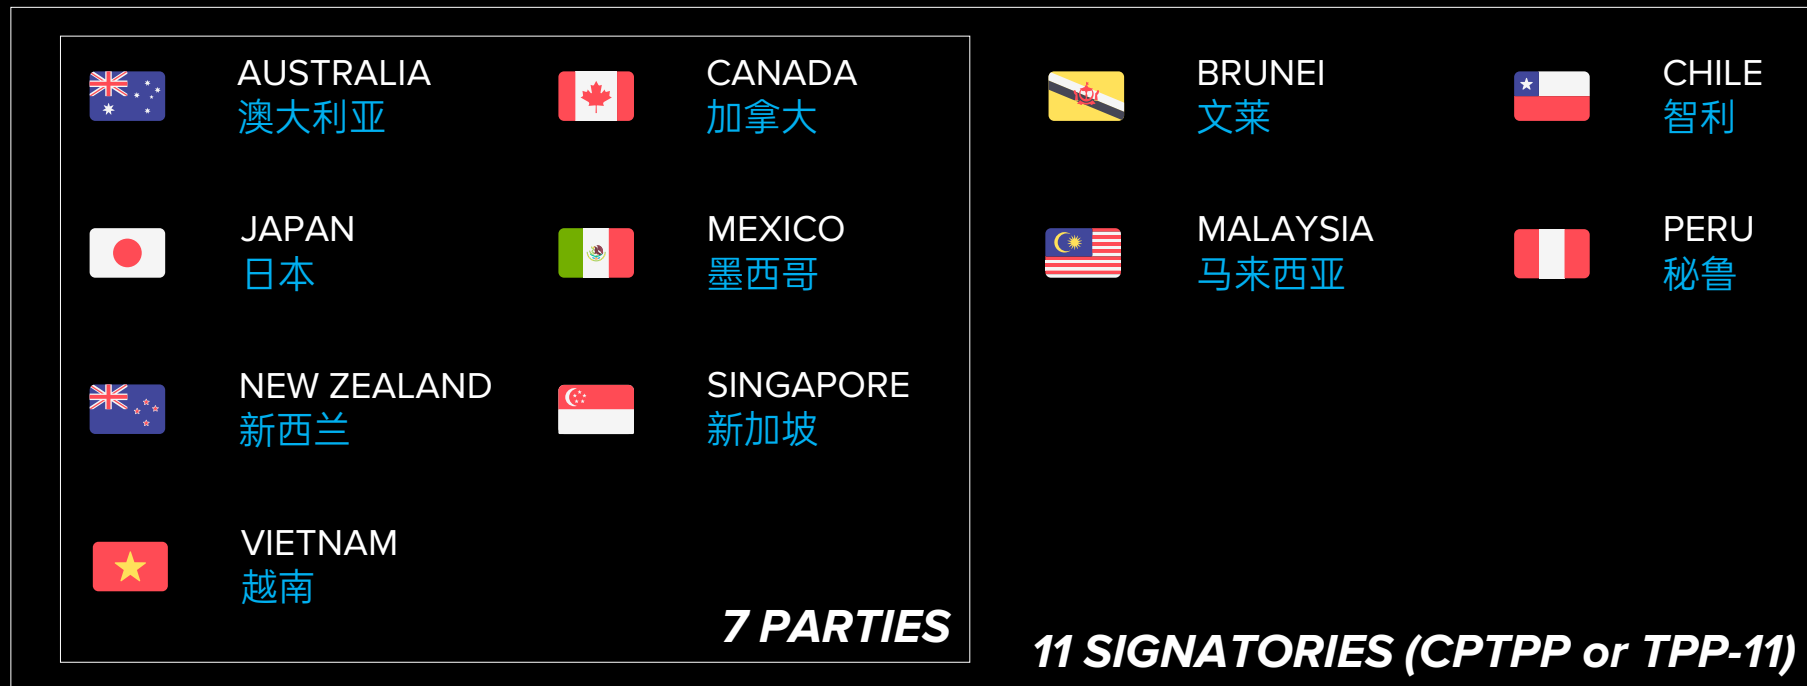 AUSTRALIA
澳大利亚
CANADA
加拿大
BRUNEI
文莱
CHILE
智利
JAPAN
日本
MEXICO
墨西哥
MALAYSIA
马来西亚
PERU
秘鲁
NEW ZEALAND
新西兰
SINGAPORE
新加坡
VIETNAM
越南
7 PARTIES
11 SIGNATORIES (CPTPP or TPP-11)